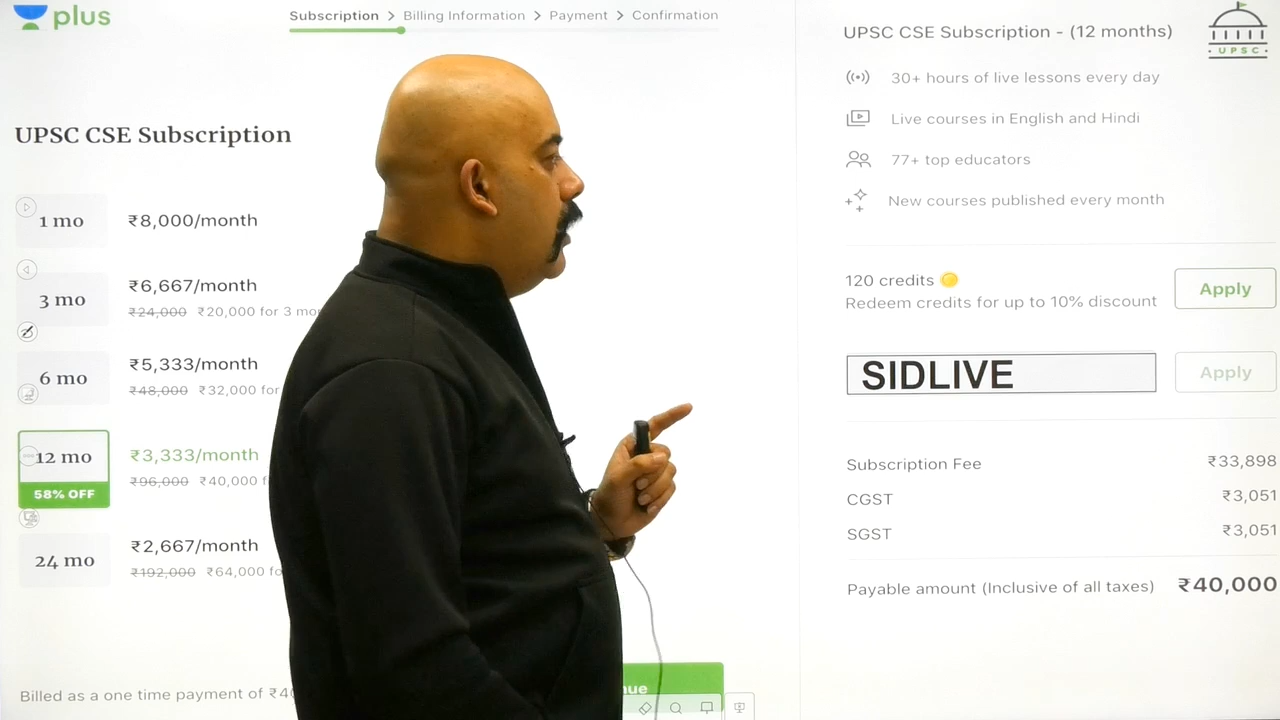 plus
Subscription > Billing Information > Payment > Confirmation
UPSC CSE Subscription
1 mo ₹8,000/month
3 mo ₹6,667/month
₹24,000 ₹20,000 for 3
6 mo ₹5,333/month
₹48,000 ₹32,000 for
12 mo ₹3,333/month
58% OFF ₹96,000 ₹40,000
24 mo ₹2,667/month
₹192,000 ₹64,000
Billed as a one time payment of
UPSC CSE Subscription - (12 months)
UPSC
30+ hours of live lessons every day
Live courses in English and Hindi
77+ top educators
New courses published every month
120 credits
Redeem credits for up to 10% discount
Apply
SIDLIVE
Apply
Subscription Fee ₹33,898
CGST ₹3,051
SGST ₹3,051
Payable amount (Inclusive of all taxes) ₹40,000